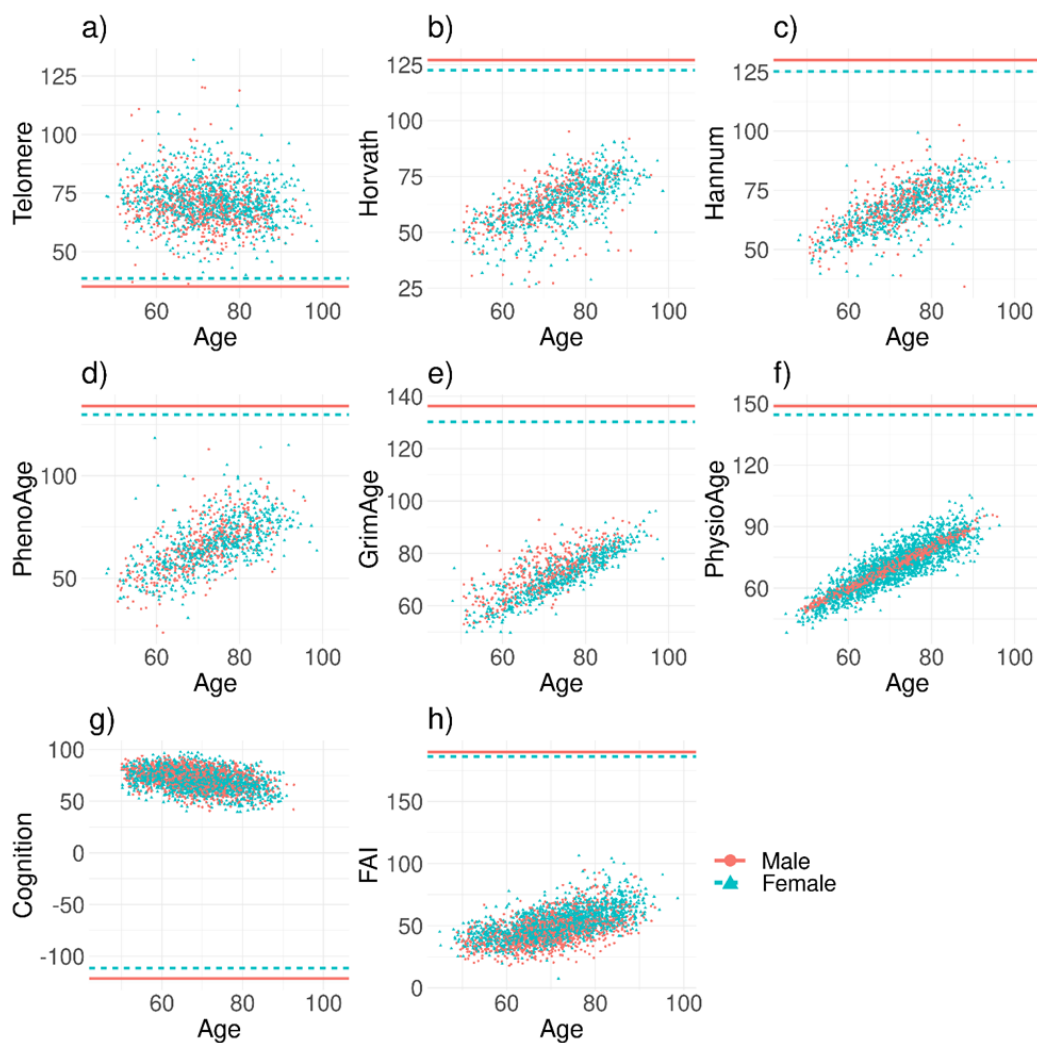 a)
b)
c)
Telomere
125
100
75
50
60
80
100
Age
Horvath
125
100
75
50
25
60
80
100
Age
Hannum
125
100
75
50
60
80
100
Age
d)
e)
f)
PhenoAge
100
50
60
80
100
Age
GrimAge
140
120
100
80
60
60
80
100
Age
PhysioAge
150
120
90
60
60
80
100
Age
g)
h)
Cognition
100
50
0
-50
-100
60
80
100
Age
FAI
150
100
50
0
60
80
100
Age
Male
Female